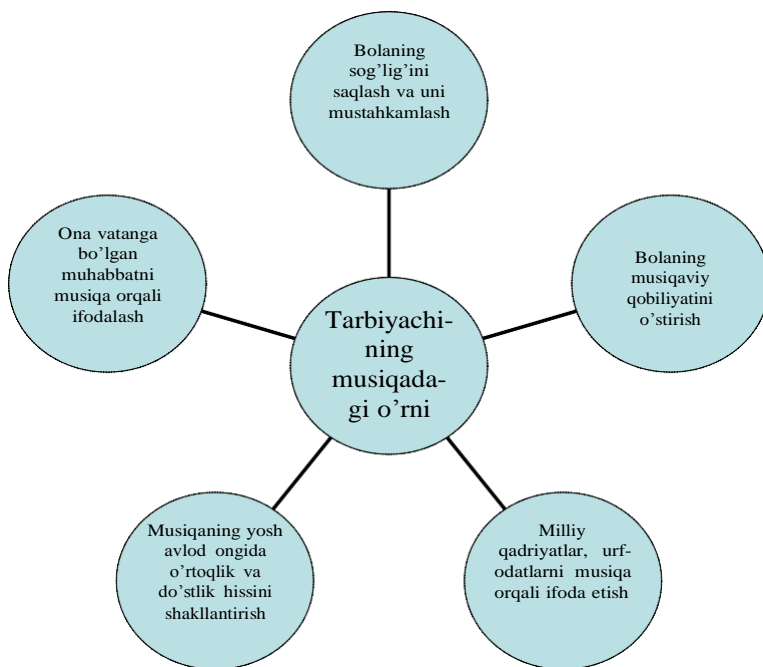 Bolaning
sog’lig’ini
saqlash va uni
mustahkamlash
Ona vatanga
bo’lgan
muhabbatni
musiqa orqali
ifodalash
Bolaning
musiqaviy
qobiliyatini
o’stirish
Tarbiyachi-
ning
musiqada-
gi o’rni
Musiqaning yosh
avlod ongida
o’rtoqlik va
do’stlik hissini
shakllantirish
Milliy
qadriyatlar, urf-
odatlarni musiqa
orqali ifoda etish